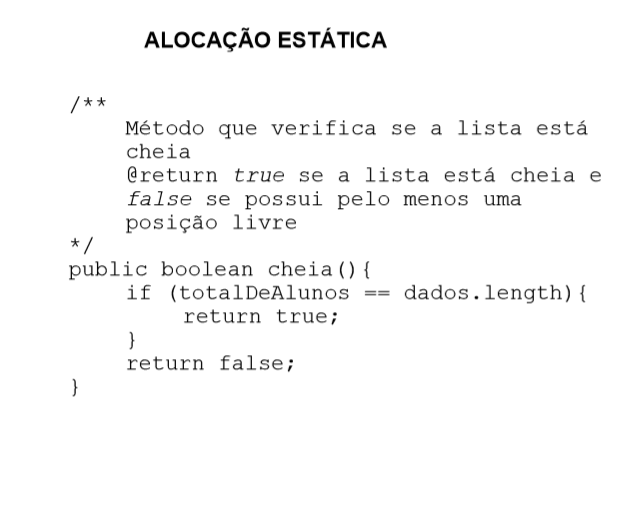 ALOCAÇÃO ESTÁTICA
/**
Método que verifica se a lista está
cheia
@return true se a lista está cheia e
false se possui pelo menos uma
posição livre
*/
public boolean cheia(){
if (totalDeAlunos == dados.length){
return true;
}
return false;
}